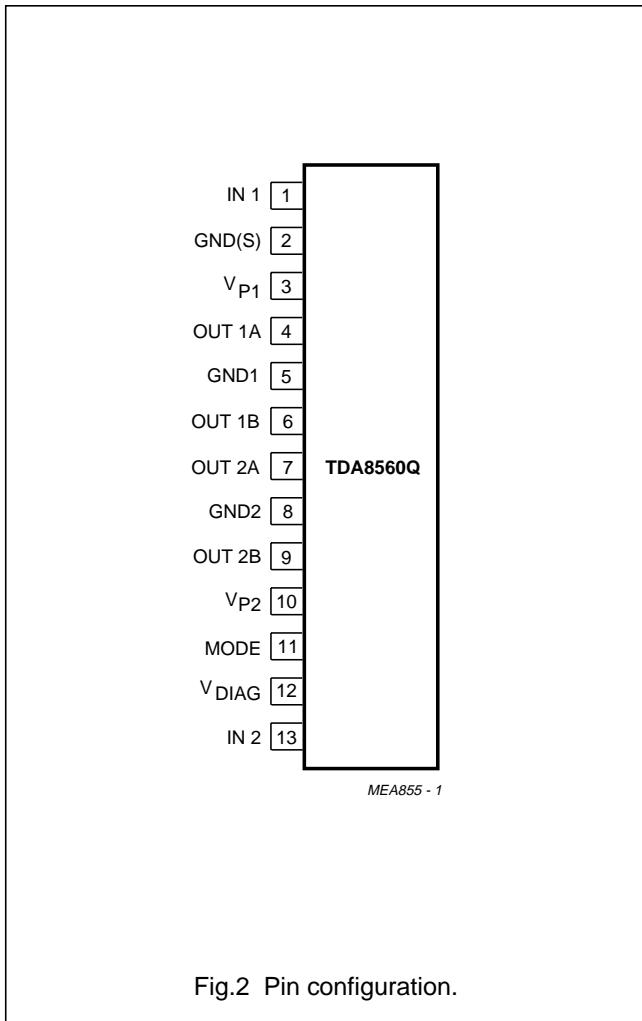 IN 1 1
GND(S) 2
VP1 3
OUT 1A 4
GND1 5
OUT 1B 6
OUT 2A 7 TDA8560Q
GND2 8
OUT 2B 9
VP2 10
MODE 11
VDIAG 12
IN 2 13
MEA855 - 1
Fig.2 Pin configuration.